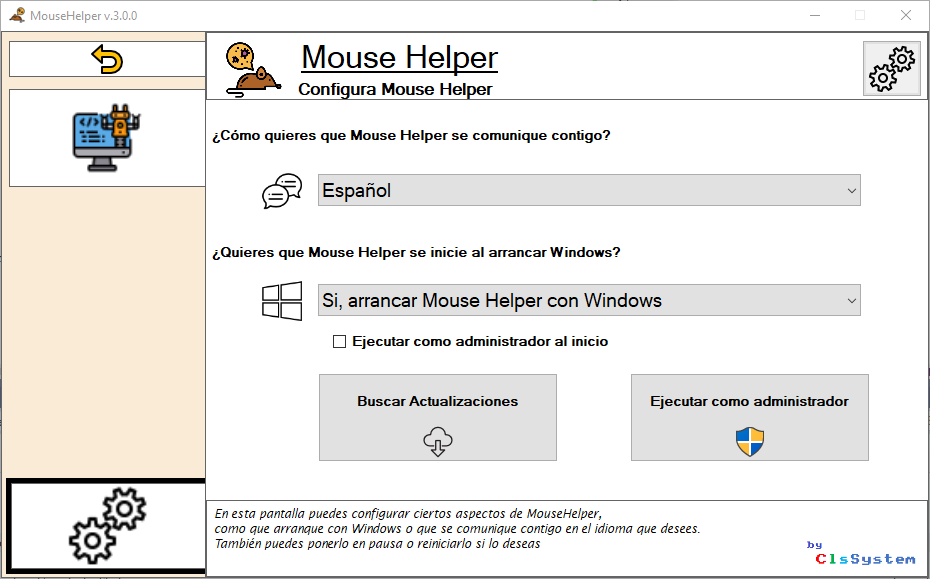 MouseHelper v.3.0.0
Mouse Helper
Configura Mouse Helper
¿Cómo quieres que Mouse Helper se comunique contigo?
Español
¿Quieres que Mouse Helper se inicie al arrancar Windows?
Si, arrancar Mouse Helper con Windows
Ejecutar como administrador al inicio
Buscar Actualizaciones
Ejecutar como administrador
En esta pantalla puedes configurar ciertos aspectos de MouseHelper,
como que arranque con Windows o que se comunique contigo en el idioma que desees.
También puedes ponerlo en pausa o reiniciarlo si lo deseas
by
ClsSystem